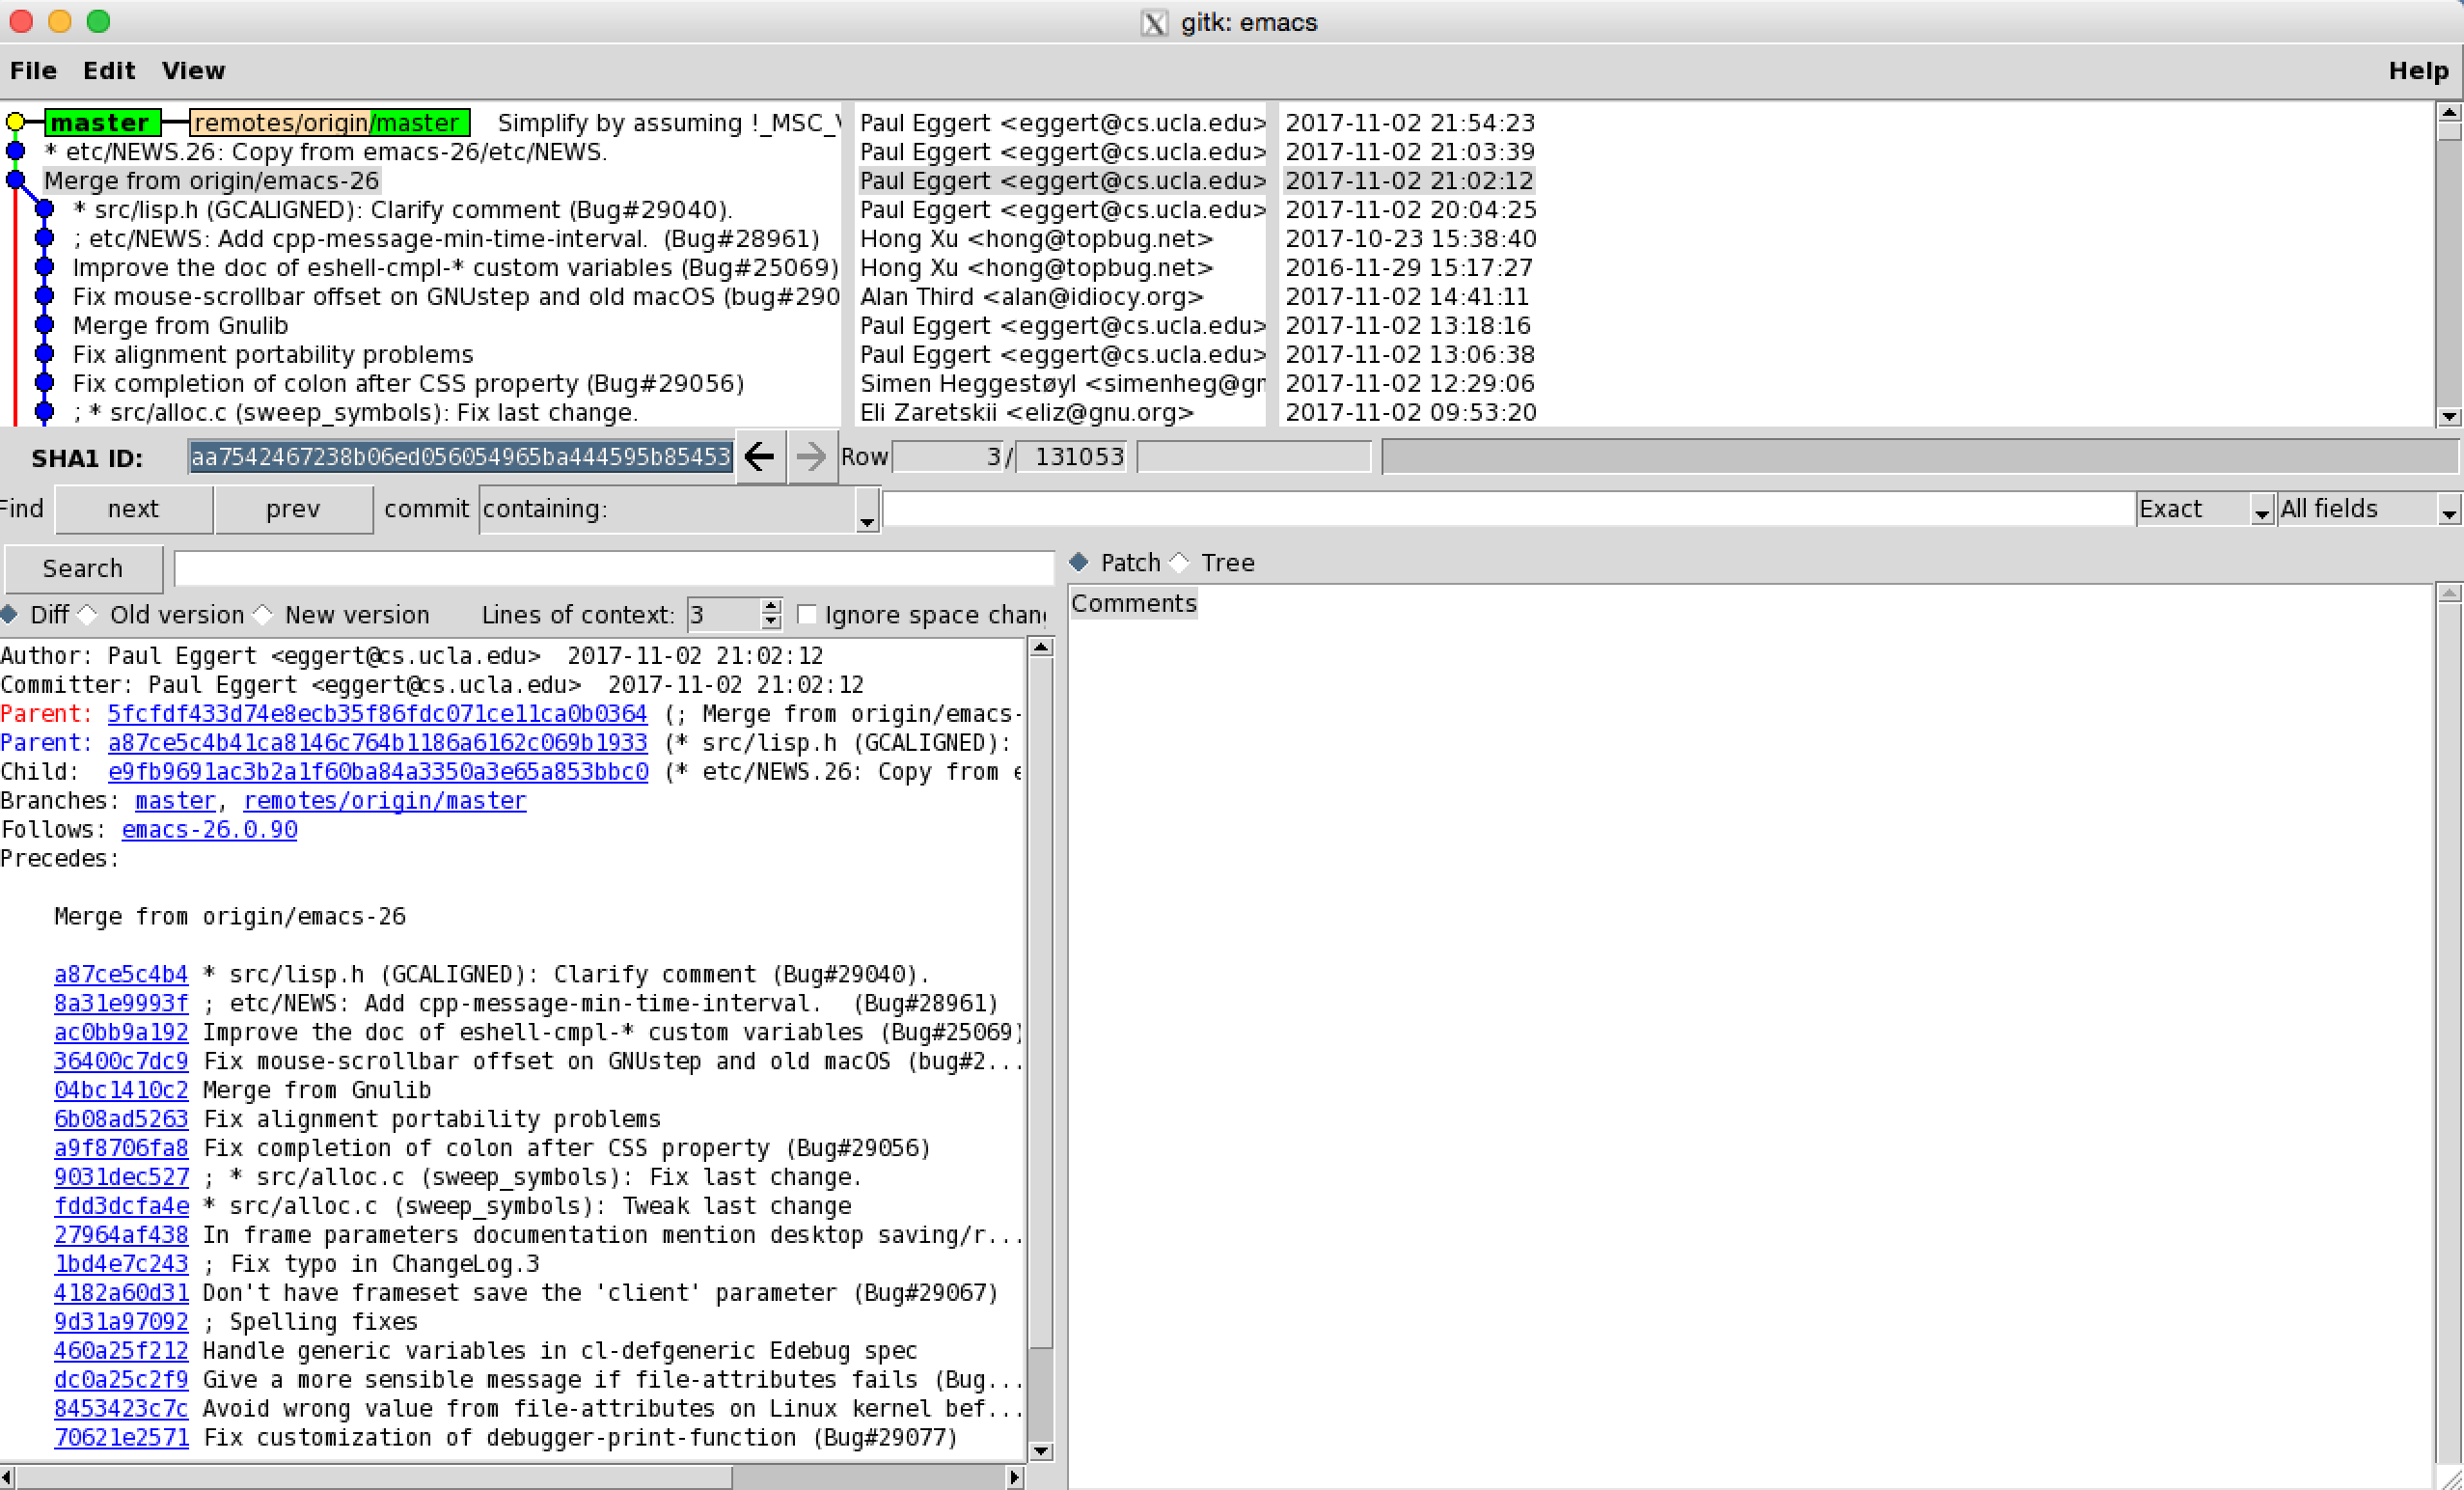 gitk: emacs
File Edit View Help
master remotes/origin/master Simplify by assuming !_MSC_ Paul Eggert <eggert@cs.ucla.edu> 2017-11-02 21:54:23
* etc/NEWS.26: Copy from emacs-26/etc/NEWS. Paul Eggert <eggert@cs.ucla.edu> 2017-11-02 21:03:39
Merge from origin/emacs-26 Paul Eggert <eggert@cs.ucla.edu> 2017-11-02 21:02:12
* src/lisp.h (GCALIGNED): Clarify comment (Bug#29040). Paul Eggert <eggert@cs.ucla.edu> 2017-11-02 20:04:25
; etc/NEWS: Add cpp-message-min-time-interval.  (Bug#28961) Hong Xu <hong@topbug.net> 2017-10-23 15:38:40
Improve the doc of eshell-cmpl-* custom variables (Bug#25069) Hong Xu <hong@topbug.net> 2016-11-29 15:17:27
Fix mouse-scrollbar offset on GNUstep and old macOS (bug#290 Alan Third <alan@idiocy.org> 2017-11-02 14:41:11
Merge from Gnulib Paul Eggert <eggert@cs.ucla.edu> 2017-11-02 13:18:16
Fix alignment portability problems Paul Eggert <eggert@cs.ucla.edu> 2017-11-02 13:06:38
Fix completion of colon after CSS property (Bug#29056) Simen Heggestøyl <simenheg@gm 2017-11-02 12:29:06
; * src/alloc.c (sweep_symbols): Fix last change. Eli Zaretskii <eliz@gnu.org> 2017-11-02 09:53:20
SHA1 ID: aa7542467238b06ed056054965ba444595b85453 Row 3 / 131053
Find next prev commit containing: Exact All fields
Search Patch Tree
Diff Old version New version Lines of context: 3 Ignore space chang
Comments
Author: Paul Eggert <eggert@cs.ucla.edu>  2017-11-02 21:02:12
Committer: Paul Eggert <eggert@cs.ucla.edu>  2017-11-02 21:02:12
Parent: 5fcfdf433d74e8ecb35f86fdc071ce11ca0b0364 (; Merge from origin/emacs-
Parent: a87ce5c4b41ca8146c764b1186a6162c069b1933 (* src/lisp.h (GCALIGNED):
Child:  e9fb9691ac3b2a1f60ba84a3350a3e65a853bbc0 (* etc/NEWS.26: Copy from e
Branches: master, remotes/origin/master
Follows: emacs-26.0.90
Precedes:
Merge from origin/emacs-26
a87ce5c4b4 * src/lisp.h (GCALIGNED): Clarify comment (Bug#29040).
8a31e9993f ; etc/NEWS: Add cpp-message-min-time-interval.  (Bug#28961)
ac0bb9a192 Improve the doc of eshell-cmpl-* custom variables (Bug#25069)
36400c7dc9 Fix mouse-scrollbar offset on GNUstep and old macOS (bug#2...
04bc1410c2 Merge from Gnulib
6b08ad5263 Fix alignment portability problems
a9f8706fa8 Fix completion of colon after CSS property (Bug#29056)
9031dec527 ; * src/alloc.c (sweep_symbols): Fix last change.
fdd3dcfa4e * src/alloc.c (sweep_symbols): Tweak last change
27964af438 In frame parameters documentation mention desktop saving/r...
1bd4e7c243 ; Fix typo in ChangeLog.3
4182a60d31 Don't have frameset save the 'client' parameter (Bug#29067)
9d31a97092 ; Spelling fixes
460a25f212 Handle generic variables in cl-defgeneric Edebug spec
dc0a25c2f9 Give a more sensible message if file-attributes fails (Bug...
8453423c7c Avoid wrong value from file-attributes on Linux kernel bef...
70621e2571 Fix customization of debugger-print-function (Bug#29077)